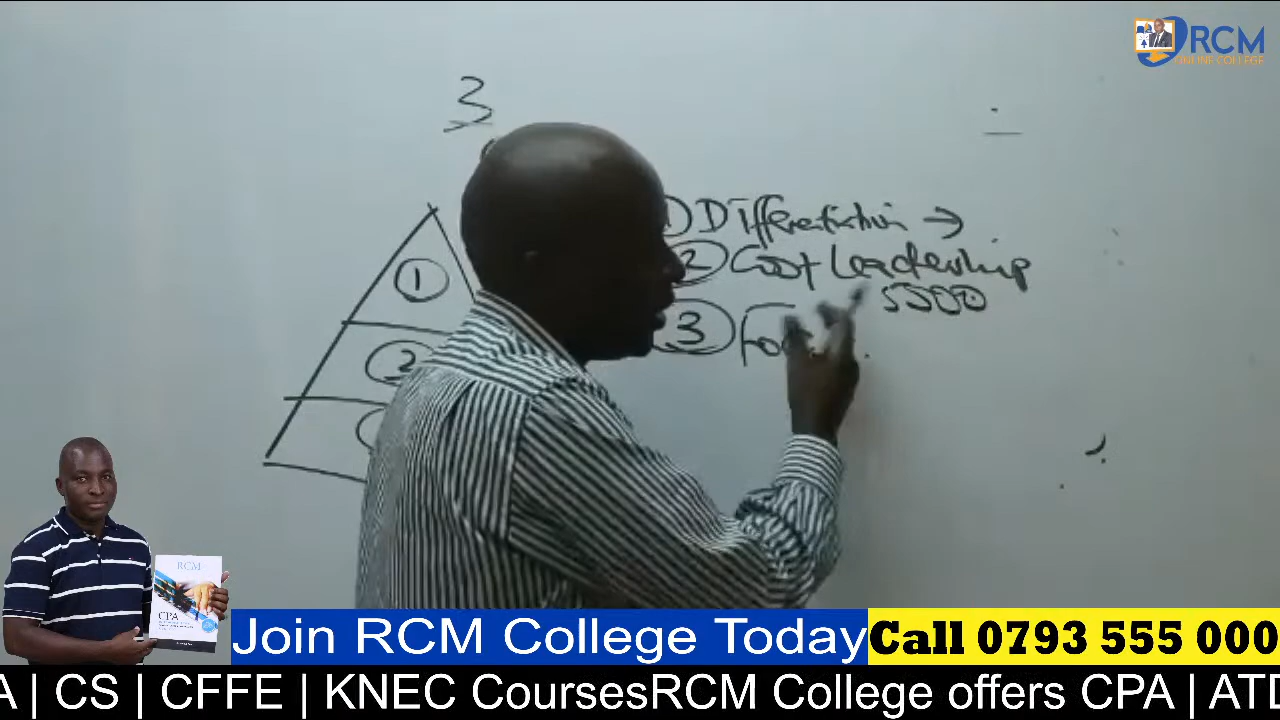 RCM
ONLINE COLLEGE
3
1) Differentiation →
① 
② Cost Leadership
② 5500
③ Foc
RCM
CPA
Join RCM College Today
Call 0793 555 000
A | CS | CFFE | KNEC CoursesRCM College offers CPA | ATD